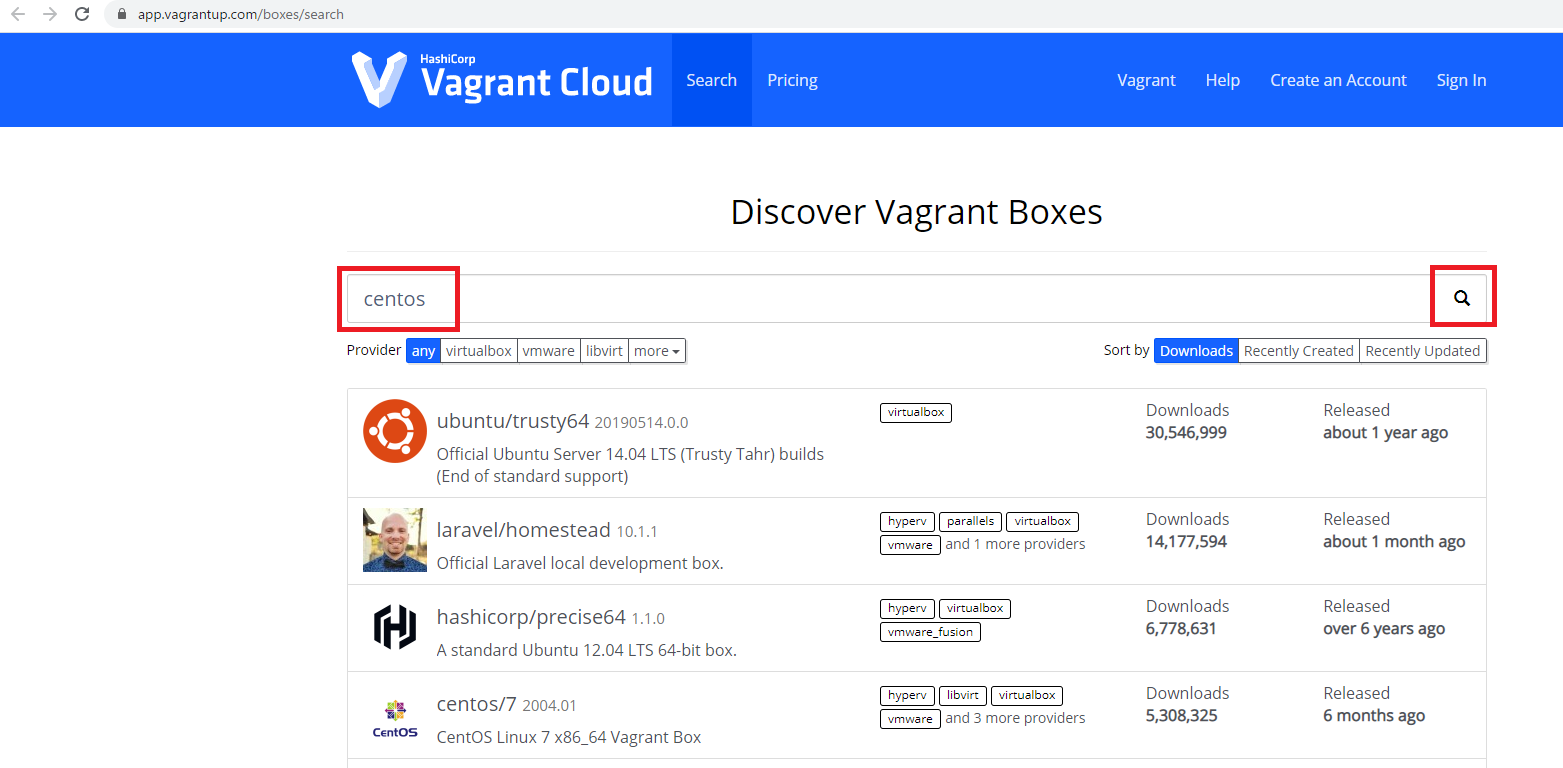 app.vagrantup.com/boxes/search
HashiCorp
Vagrant Cloud
Search
Pricing
Vagrant
Help
Create an Account
Sign In
Discover Vagrant Boxes
centos
Provider any virtualbox vmware libvirt more
Sort by Downloads Recently Created Recently Updated
ubuntu/trusty64 20190514.0.0
Official Ubuntu Server 14.04 LTS (Trusty Tahr) builds
(End of standard support)
virtualbox
Downloads
30,546,999
Released
about 1 year ago
laravel/homestead 10.1.1
Official Laravel local development box.
hyperv parallels virtualbox
vmware and 1 more providers
Downloads
14,177,594
Released
about 1 month ago
hashicorp/precise64 1.1.0
A standard Ubuntu 12.04 LTS 64-bit box.
hyperv virtualbox
vmware_fusion
Downloads
6,778,631
Released
over 6 years ago
CentOS
centos/7 2004.01
CentOS Linux 7 x86_64 Vagrant Box
hyperv libvirt virtualbox
vmware and 3 more providers
Downloads
5,308,325
Released
6 months ago